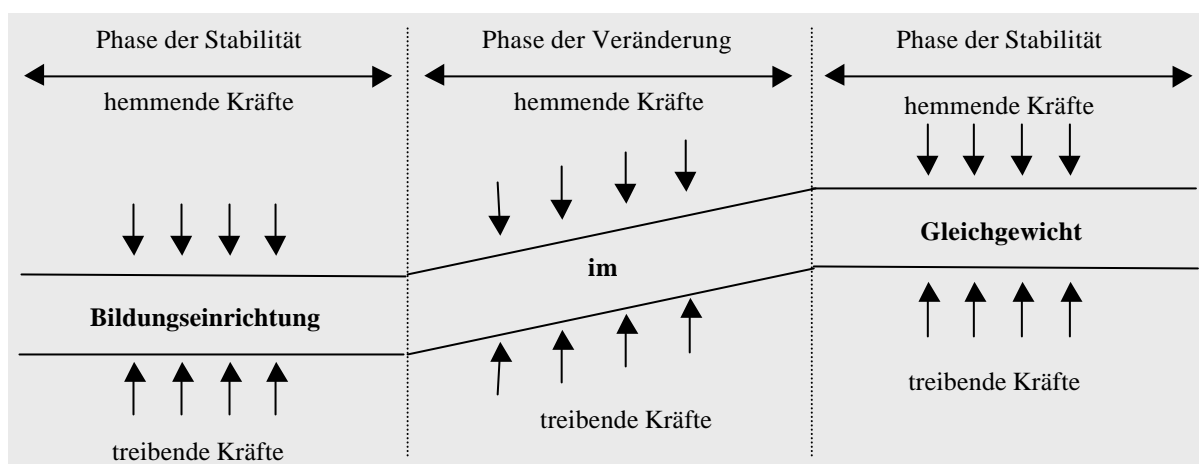 Phase der Stabilität
Phase der Veränderung
Phase der Stabilität
hemmende Kräfte
hemmende Kräfte
hemmende Kräfte
Gleichgewicht
im
Bildungseinrichtung
treibende Kräfte
treibende Kräfte
treibende Kräfte